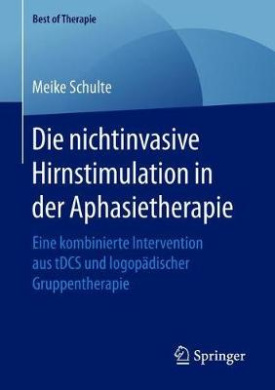 Best of Therapie
Meike Schulte
Die nichtinvasive
Hirnstimulation in
der Aphasietherapie
Eine kombinierte Intervention
aus tDCS und logopädischer
Gruppentherapie
Springer